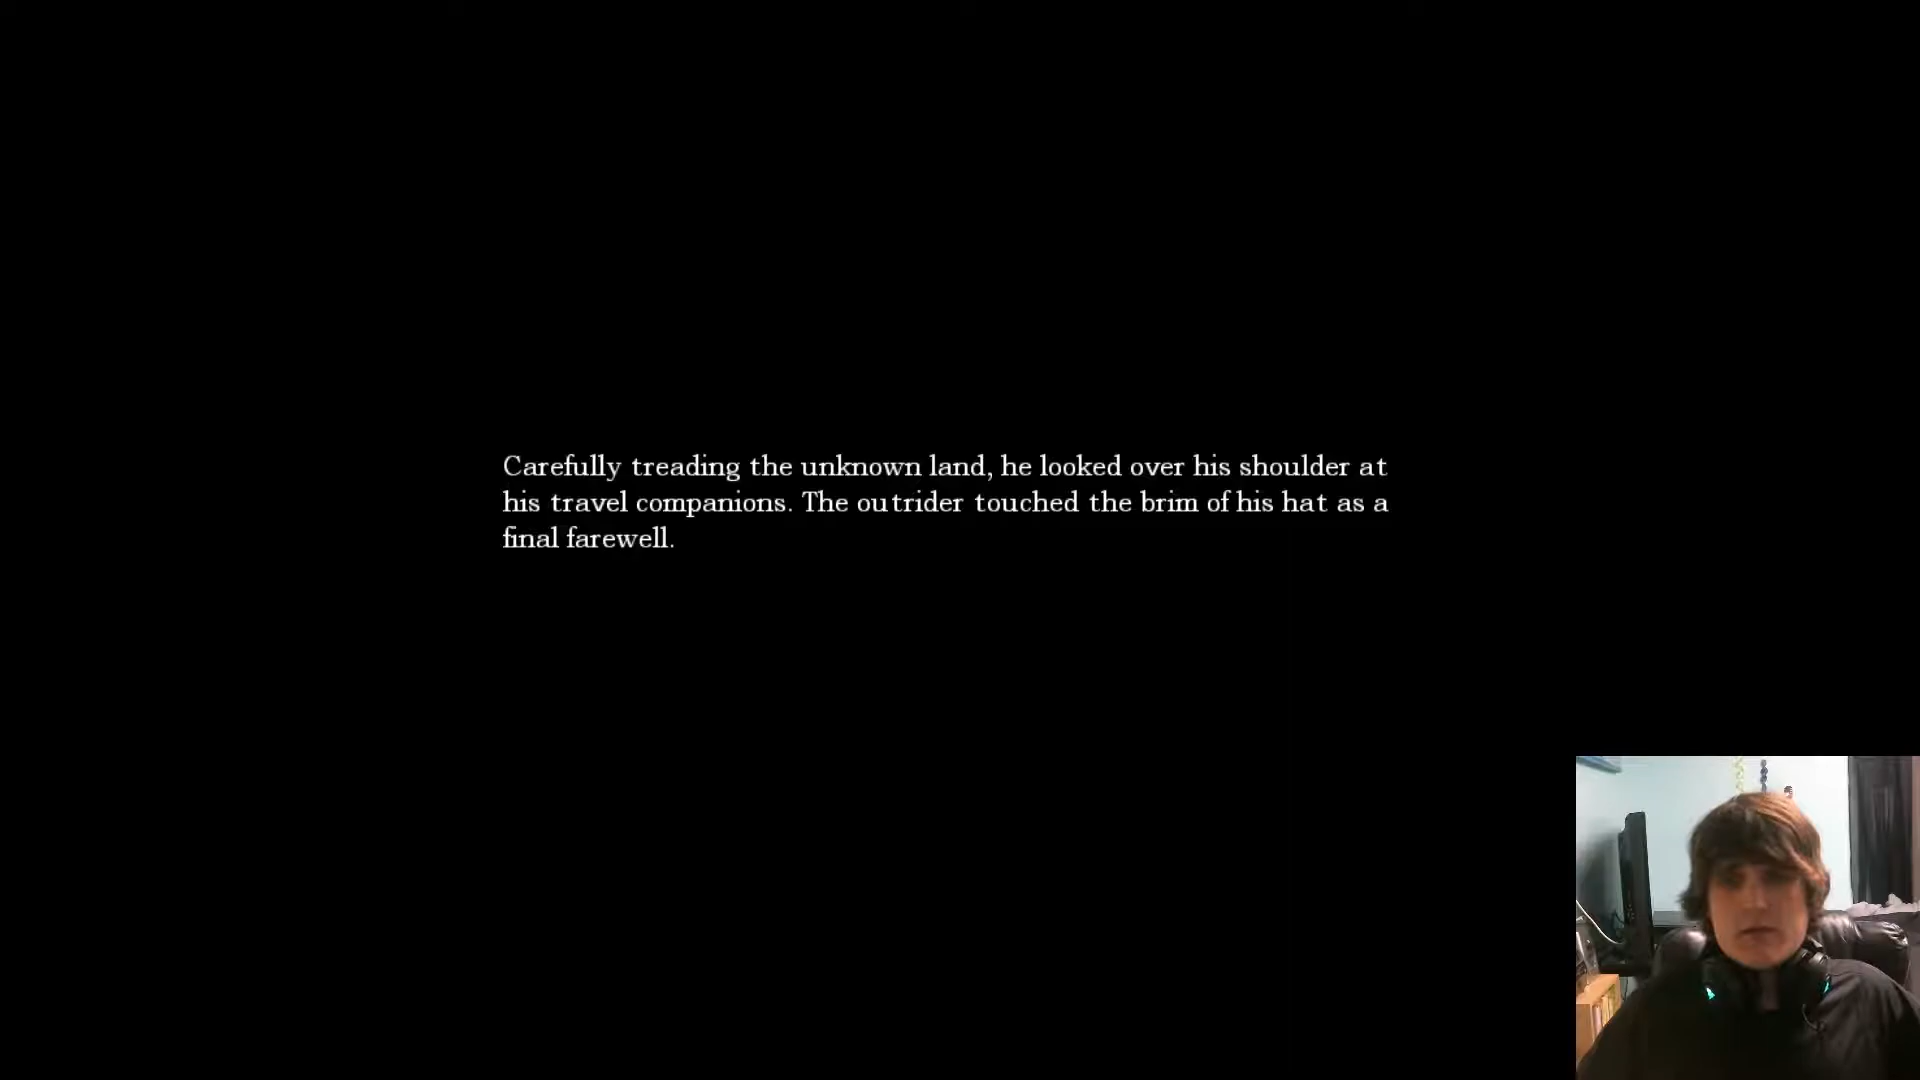 Carefully treading the unknown land, he looked over his shoulder at
his travel companions. The outrider touched the brim of his hat as a
final farewell.